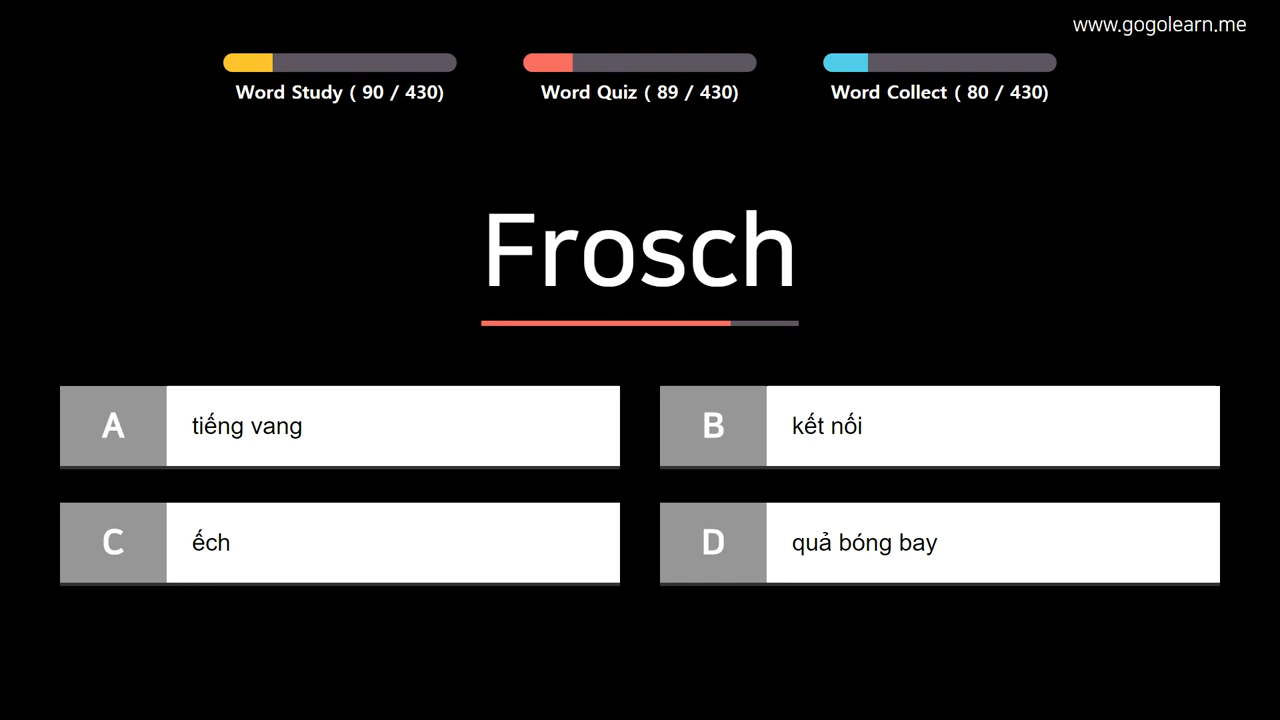 www.gogolearn.me
Word Study ( 90 / 430)
Word Quiz ( 89 / 430)
Word Collect ( 80 / 430)
Frosch
A tiếng vang
B kết nối
C ếch
D quả bóng bay